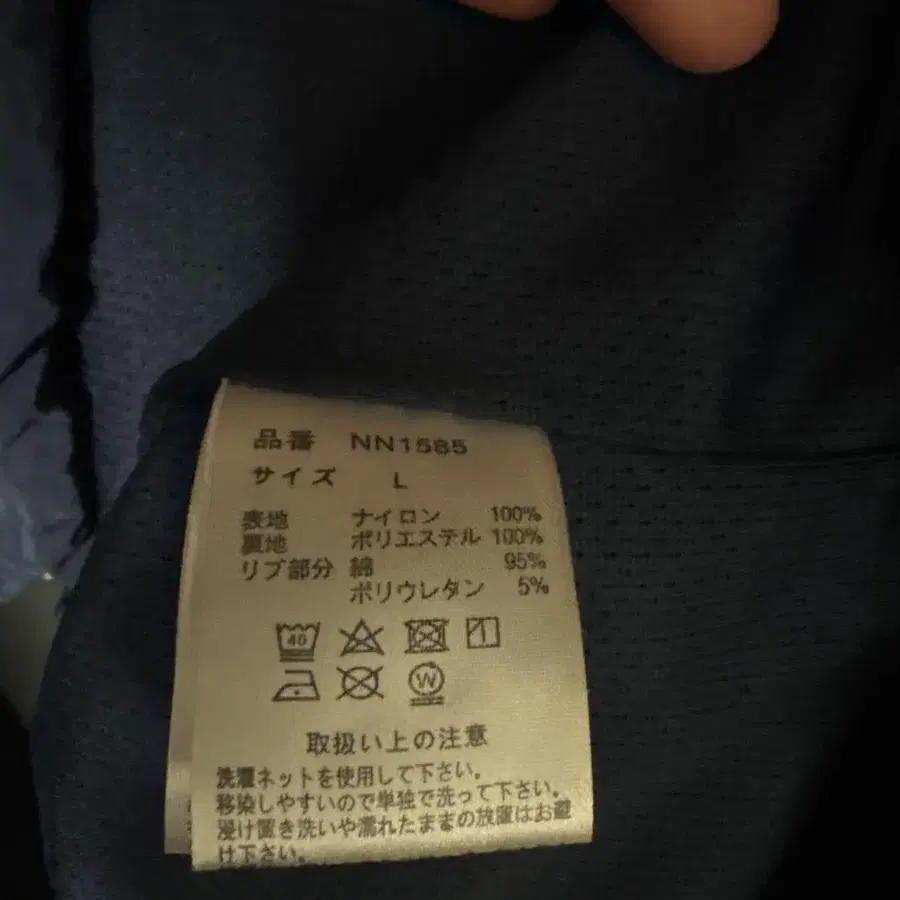 品番 NN1585
サイズ L
表地 ナイロン 100%
裏地 ポリエステル 100%
リブ部分 綿 95%
ポリウレタン 5%
40
W
取扱い上の注意
洗濯ネットを使用して下さい。
移染しやすいので単独で洗って下さい。
浸け置き洗いや濡れたままの放置はお避
け下さい。